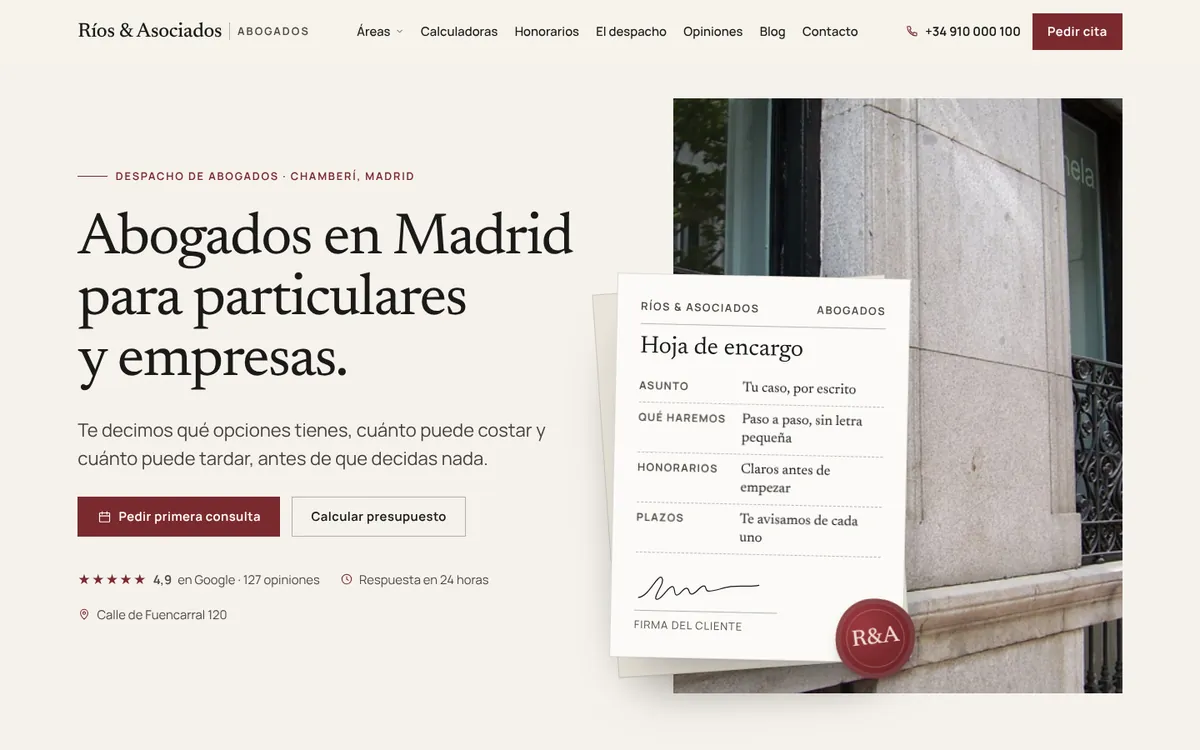 Ríos & Asociados | ABOGADOS
Áreas
Calculadoras
Honorarios
El despacho
Opiniones
Blog
Contacto
+34 910 000 100
Pedir cita
DESPACHO DE ABOGADOS · CHAMBERÍ, MADRID
Abogados en Madrid
para particulares
y empresas.
Te decimos qué opciones tienes, cuánto puede costar y
cuánto puede tardar, antes de que decidas nada.
Pedir primera consulta
Calcular presupuesto
★★★★★ 4,9 en Google · 127 opiniones
Respuesta en 24 horas
Calle de Fuencarral 120
RÍOS & ASOCIADOS
ABOGADOS
Hoja de encargo
ASUNTO
Tu caso, por escrito
QUÉ HAREMOS
Paso a paso, sin letra
pequeña
HONORARIOS
Claros antes de
empezar
PLAZOS
Te avisamos de cada
uno
FIRMA DEL CLIENTE
R&A